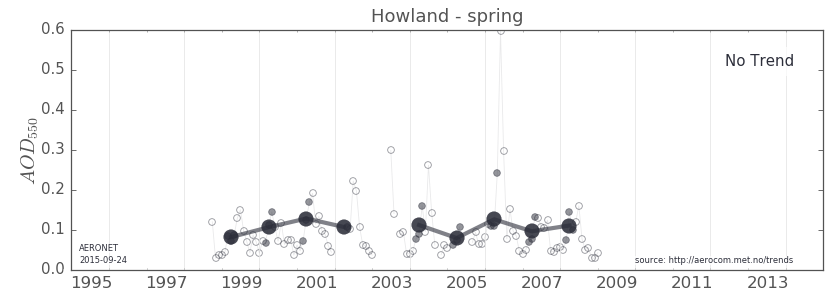 Howland - spring
0.6
No Trend
0.5
0.4
0.3
AOD550
0.2
0.1
AERONET
2015-09-24
source: http://aerocom.met.no/trends
0.0
1995 1997 1999 2001 2003 2005 2007 2009 2011 2013